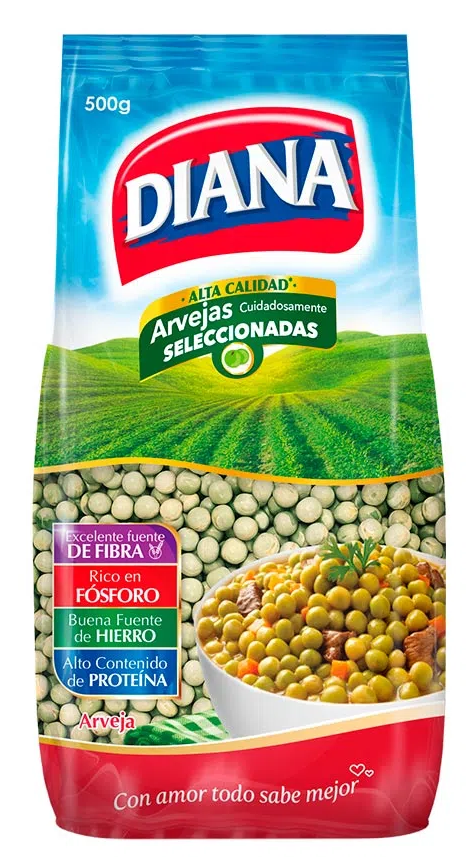 500g
DIANA
ALTA CALIDAD*
Arvejas Cuidadosamente
SELECCIONADAS
Excelente fuente
DE FIBRA
Rico en
FÓSFORO
Buena Fuente
de HIERRO
Alto Contenido
de PROTEÍNA
Arveja
Con amor todo sabe mejor